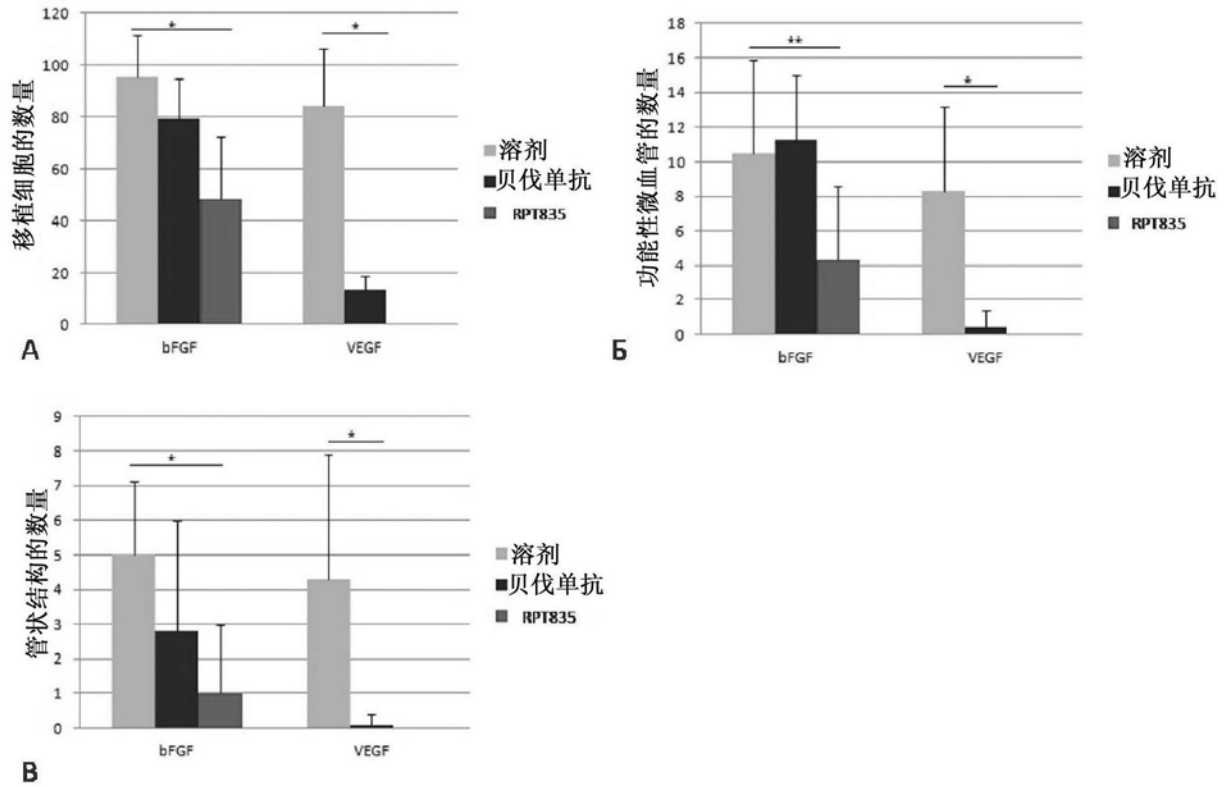 120
100
80
60
40
20
0
移植细胞的数量
*
*
bFGF
VEGF
溶剂
贝伐单抗
RPT835
А
18
16
14
12
10
8
6
4
2
0
功能性微血管的数量
**
*
bFGF
VEGF
溶剂
贝伐单抗
RPT835
Б
9
8
7
6
5
4
3
2
1
0
管状结构的数量
*
*
bFGF
VEGF
溶剂
贝伐单抗
RPT835
В